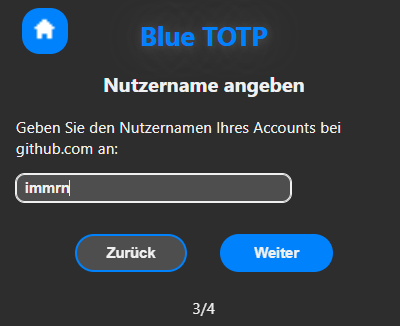 Blue TOTP
Nutzername angeben
Geben Sie den Nutzernamen Ihres Accounts bei
github.com an:
immrn
Zurück
Weiter
3/4